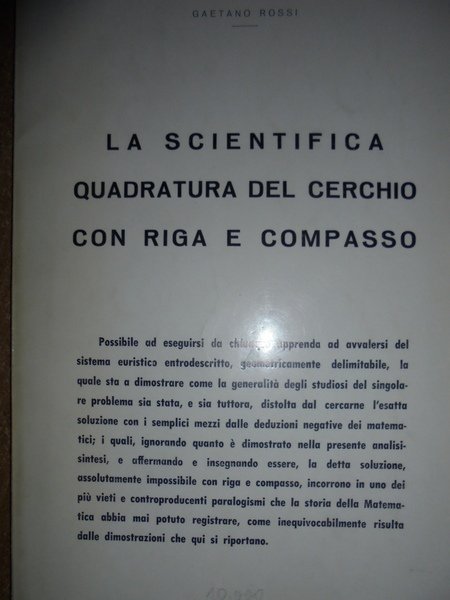 GAETANO ROSSI
LA SCIENTIFICA
QUADRATURA DEL CERCHIO
CON RIGA E COMPASSO
Possibile ad eseguirsi da apprenda ad avvalersi del
sistema euristico entrodescritto, geometricamente delimitabile, la
quale sta a dimostrare come la generalità degli studiosi del singola-
re problema sia stata, e sia tuttora, distolta dal cercarne l'esatta
soluzione con i semplici mezzi dalle deduzioni negative dei matema-
tici; i quali, ignorando quanto è dimostrato nella presente analisi-
sintesi, e affermando e insegnando essere, la detta soluzione,
assolutamente impossibile con riga e compasso, incorrono in uno dei
più vieti e controproducenti paralogismi che la storia della Matema-
tica abbia mai potuto registrare, come inequivocabilmente risulta
dalle dimostrazioni che qui si riportano.